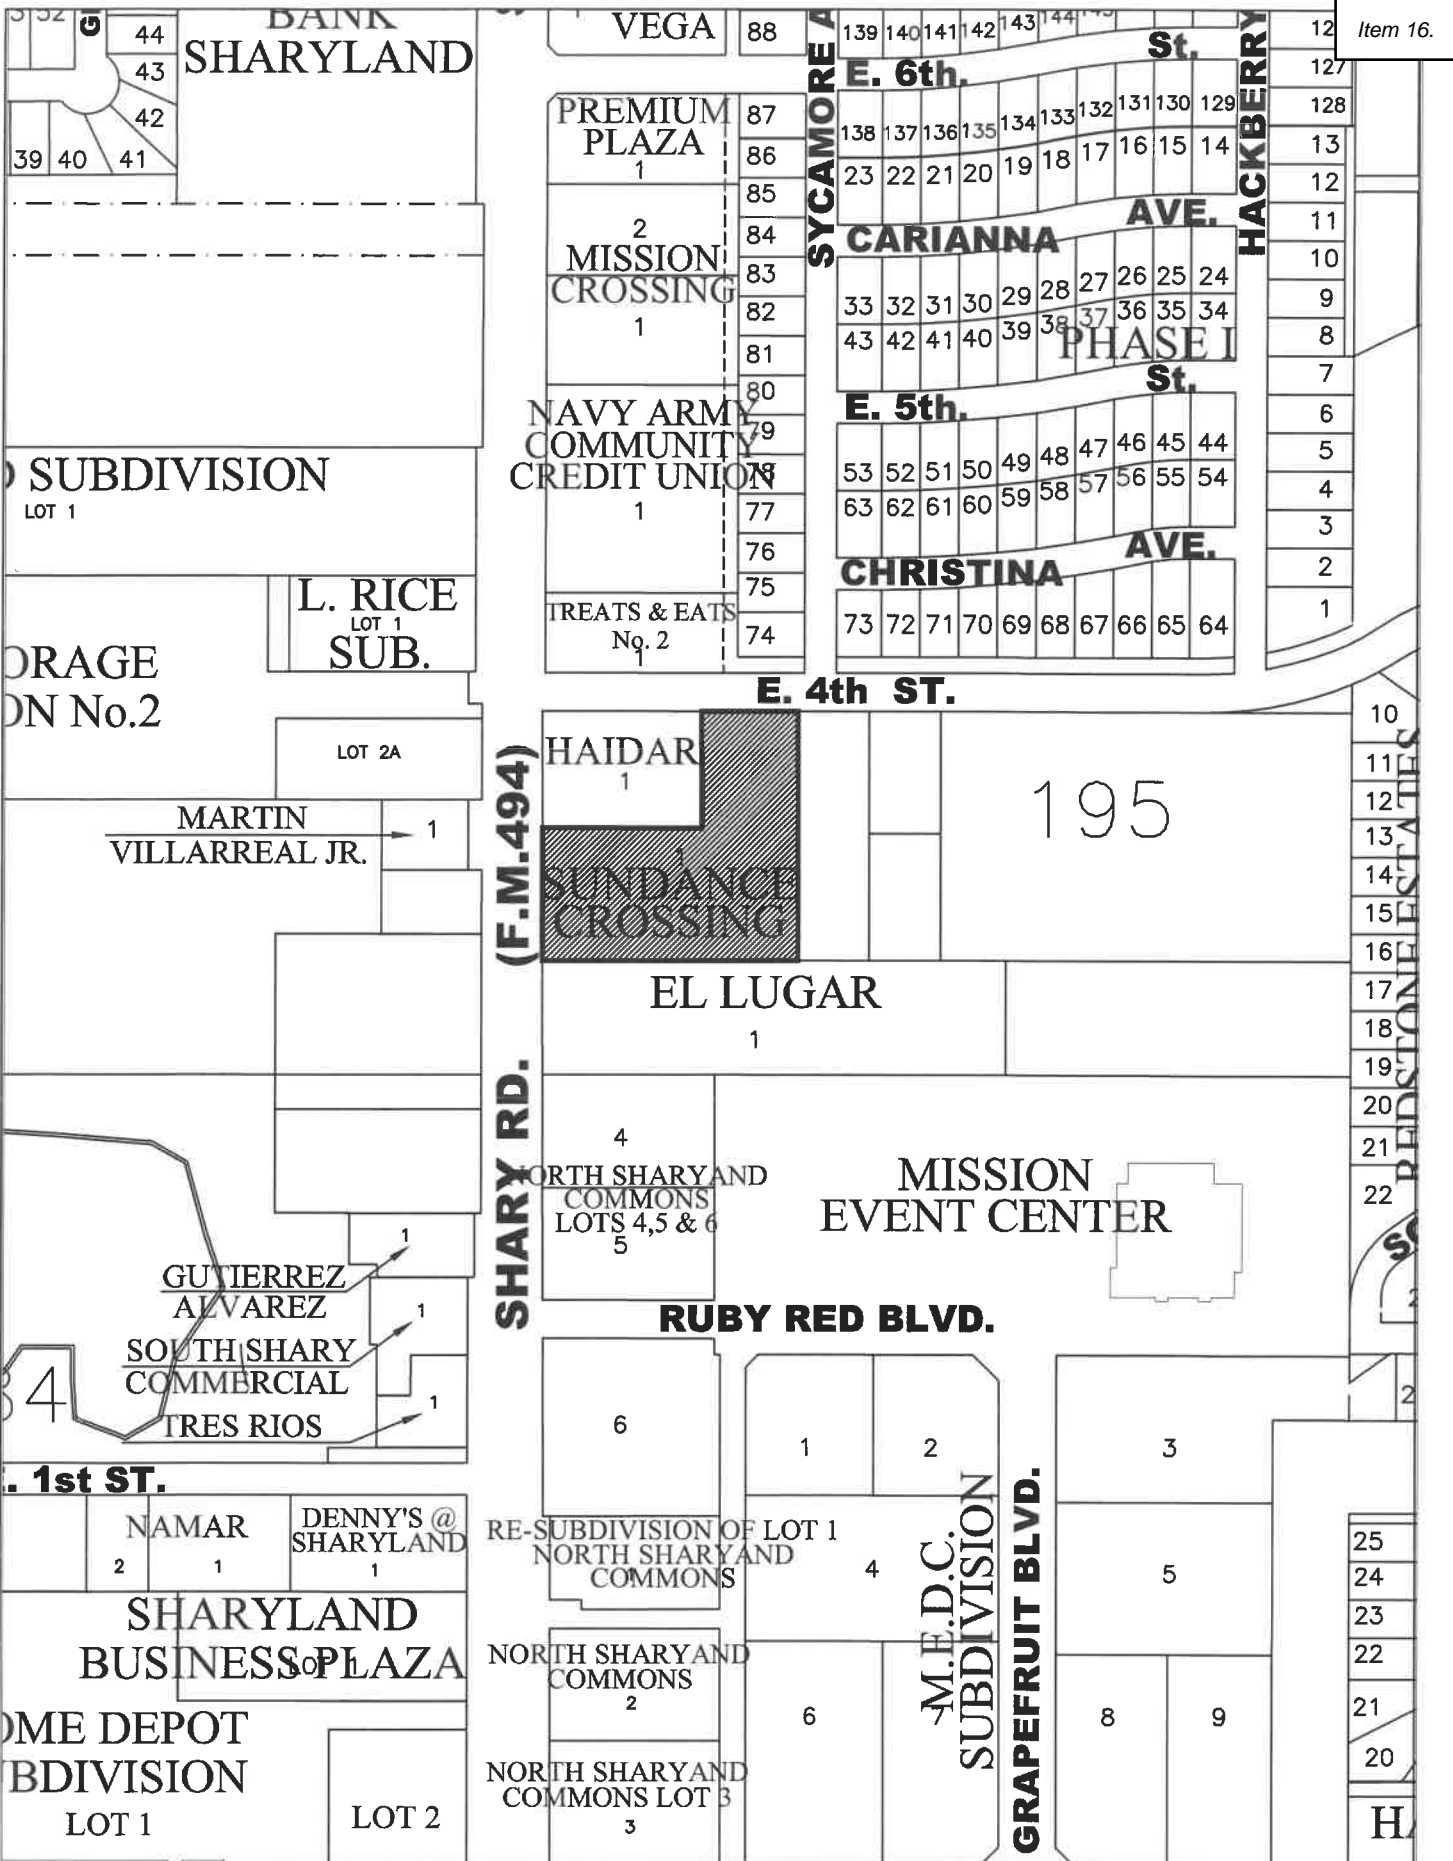 Item 16.
BANK
SHARYLAND
44
43
42
39 40 41
VEGA
88
PREMIUM
PLAZA
1
2
MISSION
CROSSING
1
NAVY ARMY
COMMUNITY
CREDIT UNION
1
TREATS & EATS
No. 2
1
87
86
85
84
83
82
81
80
79
78
77
76
75
74
SYCAMORE A
139 140 141 142 143 144 145
E. 6th. St.
138 137 136 135 134 133 132 131 130 129
23 22 21 20 19 18 17 16 15 14
CARIANNA AVE.
33 32 31 30 29 28 27 26 25 24
43 42 41 40 39 38 37 36 35 34
PHASE I
E. 5th. St.
53 52 51 50 49 48 47 46 45 44
63 62 61 60 59 58 57 56 55 54
CHRISTINA AVE.
73 72 71 70 69 68 67 66 65 64
HACKBERRY
12
127
128
13
12
11
10
9
8
7
6
5
4
3
2
1
E. 4th ST.
SUBDIVISION
LOT 1
L. RICE
LOT 1
SUB.
ORAGE
ON No.2
LOT 2A
MARTIN
VILLARREAL JR.
1
SHARY RD. (F.M.494)
HAIDAR
1
1
SUNDANCE
CROSSING
195
EL LUGAR
1
REDSTONE ESTATES
10
11
12
13
14
15
16
17
18
19
20
21
22
4
NORTH SHARYAND
COMMONS
LOTS 4,5 & 6
5
MISSION
EVENT CENTER
RUBY RED BLVD.
1
GUTIERREZ
ALVAREZ
1
SOUTH SHARY
COMMERCIAL
1
TRES RIOS
34
. 1st ST.
NAMAR
2 1
DENNY'S @
SHARYLAND
1
SHARYLAND
BUSINESS PLAZA
LOT 1
OME DEPOT
BDIVISION
LOT 1
LOT 2
6
RE-SUBDIVISION OF LOT 1
NORTH SHARYAND
COMMONS
1
NORTH SHARYAND
COMMONS
2
NORTH SHARYAND
COMMONS LOT 3
3
1 2
4
6 7
M.E.D.C.
SUBDIVISION
GRAPEFRUIT BLVD.
3
5
8 9
2
25
24
23
22
21
20